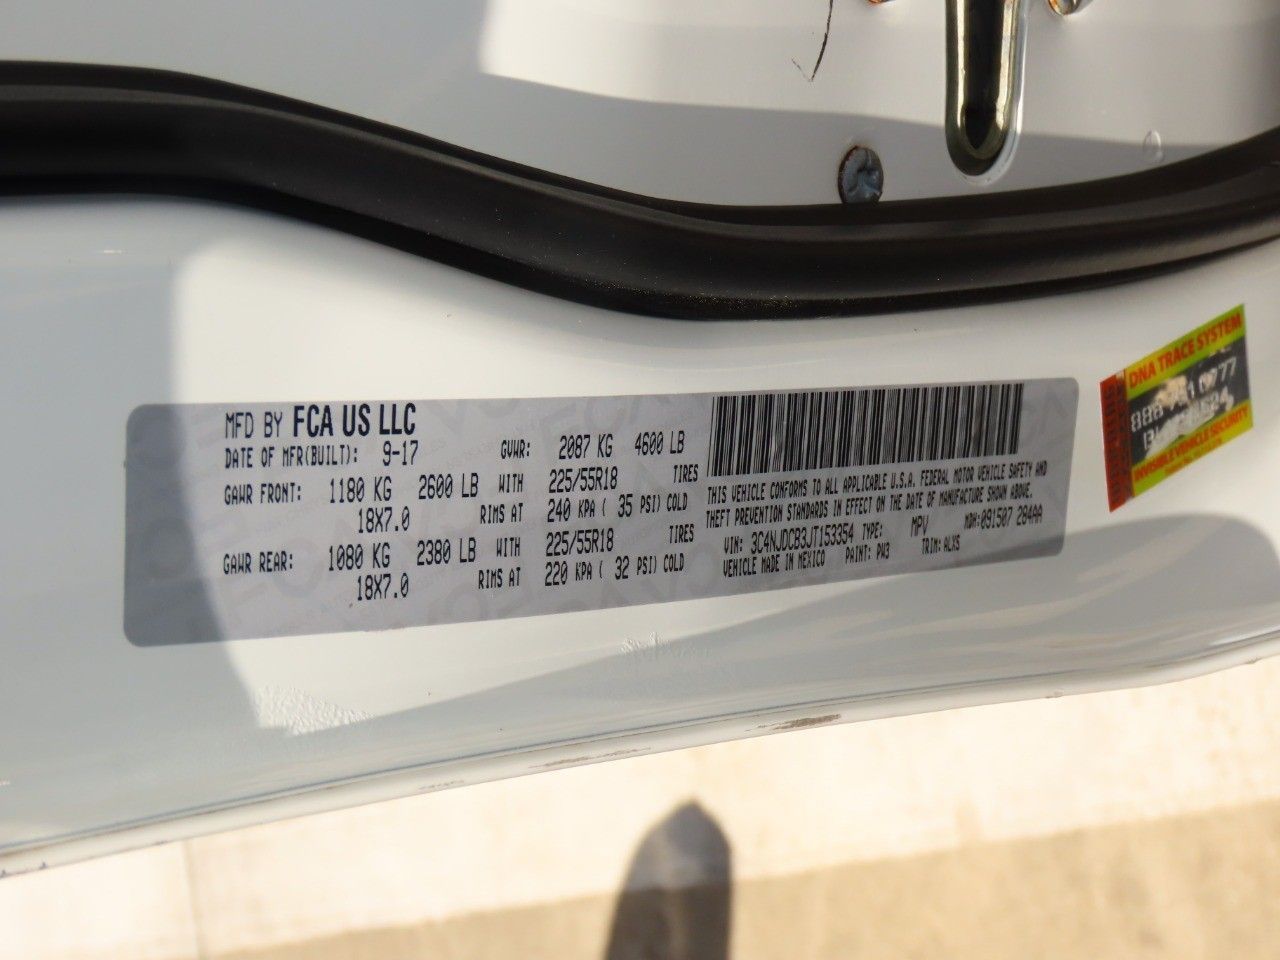 MFD BY FCA US LLC
DATE OF MFR(BUILT): 9-17 GVWR: 2087 KG 4600 LB
GAWR FRONT: 1180 KG 2600 LB WITH 225/55R18 TIRES
18X7.0 RIMS AT 240 KPA ( 35 PSI) COLD
GAWR REAR: 1080 KG 2380 LB WITH 225/55R18 TIRES
18X7.0 RIMS AT 220 KPA ( 32 PSI) COLD
THIS VEHICLE CONFORMS TO ALL APPLICABLE U.S.A. FEDERAL MOTOR VEHICLE SAFETY AND
THEFT PREVENTION STANDARDS IN EFFECT ON THE DATE OF MANUFACTURE SHOWN ABOVE.
VIN: 3C4NJDCB3JT153354 TYPE: MPV MDH:091507 284AA
VEHICLE MADE IN MEXICO PAINT: PW3 TRIM: ALXS
DNA TRACE SYSTEM
888
INVISIBLE VEHICLE SECURITY